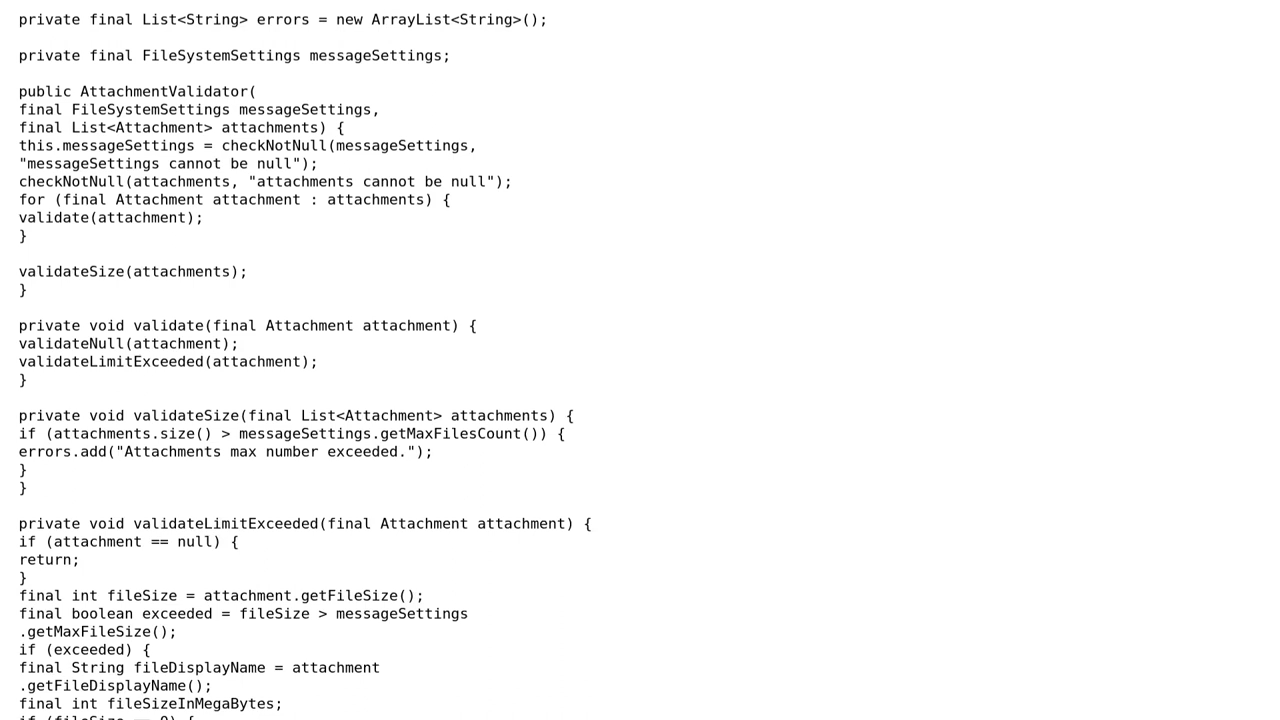 private final List<String> errors = new ArrayList<String>();
private final FileSystemSettings messageSettings;
public AttachmentValidator(
final FileSystemSettings messageSettings,
final List<Attachment> attachments) {
this.messageSettings = checkNotNull(messageSettings,
"messageSettings cannot be null");
checkNotNull(attachments, "attachments cannot be null");
for (final Attachment attachment : attachments) {
validate(attachment);
}
validateSize(attachments);
}
private void validate(final Attachment attachment) {
validateNull(attachment);
validateLimitExceeded(attachment);
}
private void validateSize(final List<Attachment> attachments) {
if (attachments.size() > messageSettings.getMaxFilesCount()) {
errors.add("Attachments max number exceeded.");
}
}
private void validateLimitExceeded(final Attachment attachment) {
if (attachment == null) {
return;
}
final int fileSize = attachment.getFileSize();
final boolean exceeded = fileSize > messageSettings
.getMaxFileSize();
if (exceeded) {
final String fileDisplayName = attachment
.getFileDisplayName();
final int fileSizeInMegaBytes;
if (fileSize == 0) {